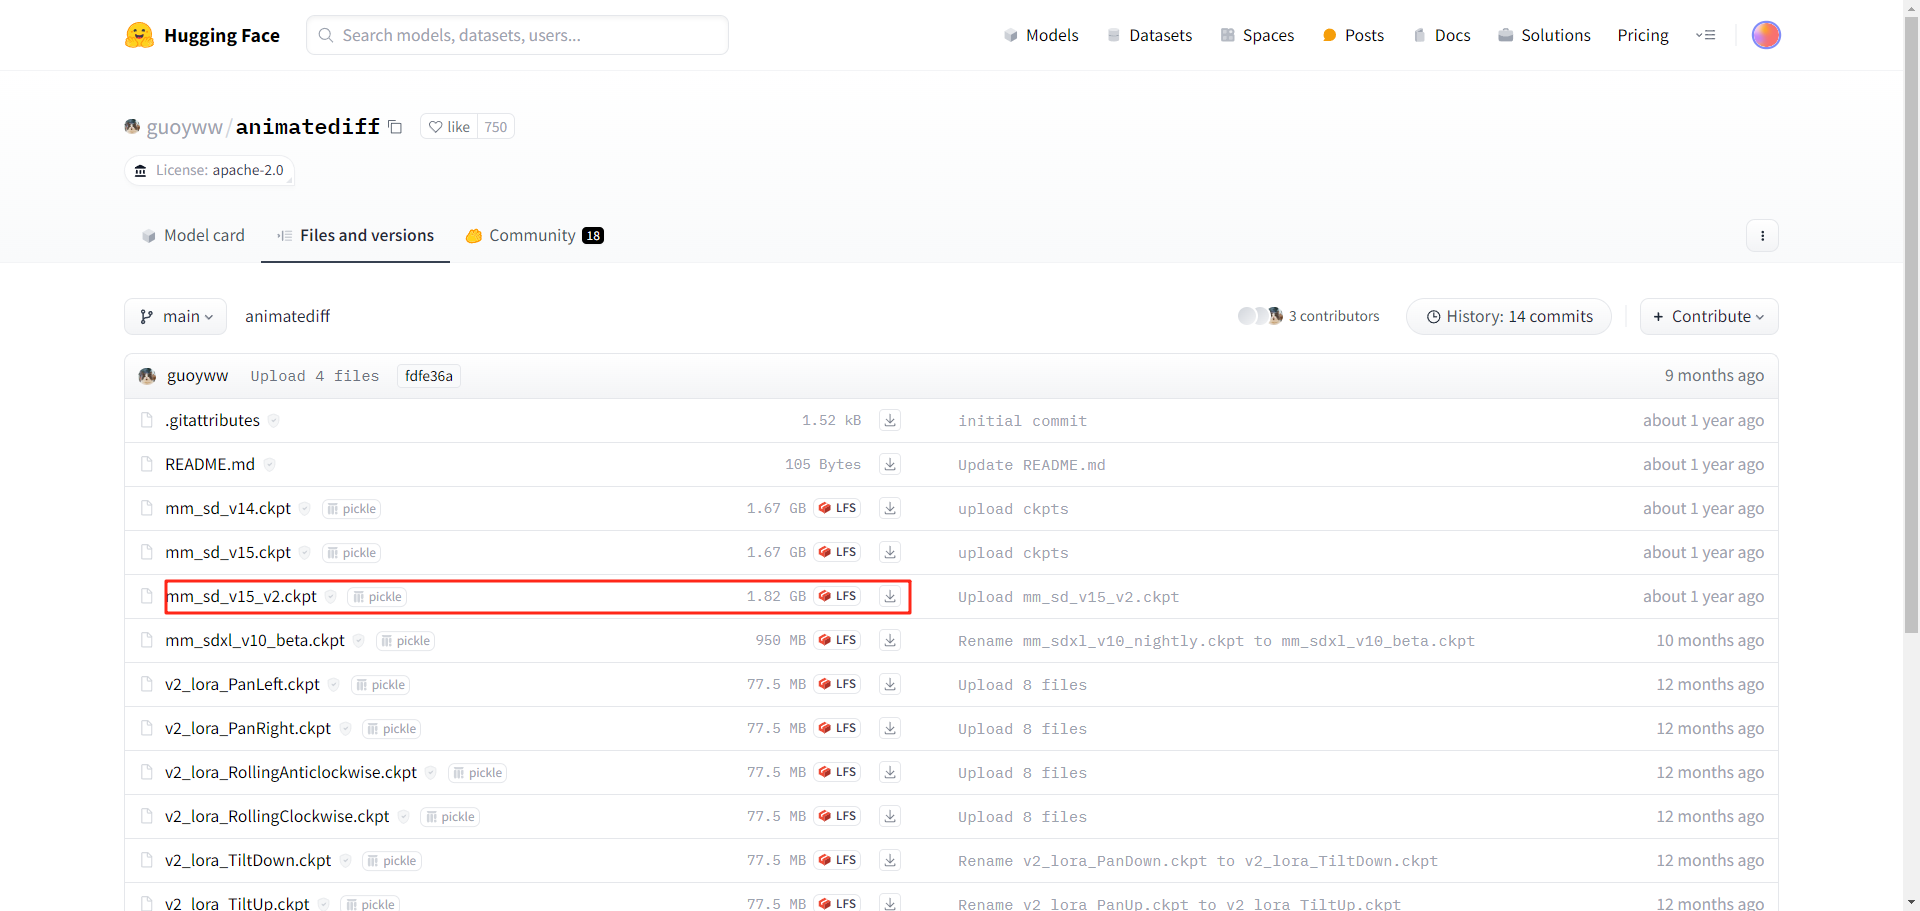 Hugging Face
Search models, datasets, users...
Models
Datasets
Spaces
Posts
Docs
Solutions
Pricing
guoyww/animatediff
like 750
License: apache-2.0
Model card
Files and versions
Community 18
main
animatediff
3 contributors
History: 14 commits
+ Contribute
guoyww Upload 4 files fdfe36a 9 months ago
.gitattributes 1.52 kB initial commit about 1 year ago
README.md 105 Bytes Update README.md about 1 year ago
mm_sd_v14.ckpt pickle 1.67 GB LFS upload ckpts about 1 year ago
mm_sd_v15.ckpt pickle 1.67 GB LFS upload ckpts about 1 year ago
mm_sd_v15_v2.ckpt pickle 1.82 GB LFS Upload mm_sd_v15_v2.ckpt about 1 year ago
mm_sdxl_v10_beta.ckpt pickle 950 MB LFS Rename mm_sdxl_v10_nightly.ckpt to mm_sdxl_v10_beta.ckpt 10 months ago
v2_lora_PanLeft.ckpt pickle 77.5 MB LFS Upload 8 files 12 months ago
v2_lora_PanRight.ckpt pickle 77.5 MB LFS Upload 8 files 12 months ago
v2_lora_RollingAnticlockwise.ckpt pickle 77.5 MB LFS Upload 8 files 12 months ago
v2_lora_RollingClockwise.ckpt pickle 77.5 MB LFS Upload 8 files 12 months ago
v2_lora_TiltDown.ckpt pickle 77.5 MB LFS Rename v2_lora_PanDown.ckpt to v2_lora_TiltDown.ckpt 12 months ago
v2_lora_TiltUp.ckpt pickle 77.5 MB LFS Rename v2_lora_PanUp.ckpt to v2_lora_TiltUp.ckpt 12 months ago